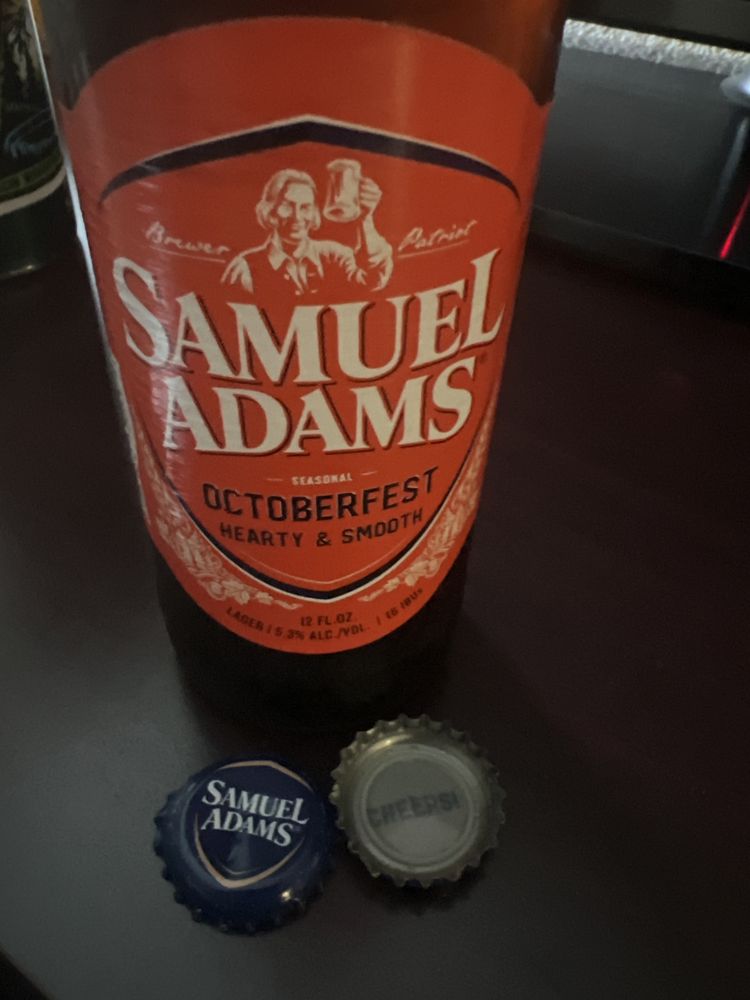 Brewer Patriot
SAMUEL
ADAMS®
SEASONAL
OCTOBERFEST
HEARTY & SMOOTH
12 FL.OZ.
LAGER | 5.3% ALC./VOL. | 16 IBUs
SAMUEL
ADAMS
CHEERS!